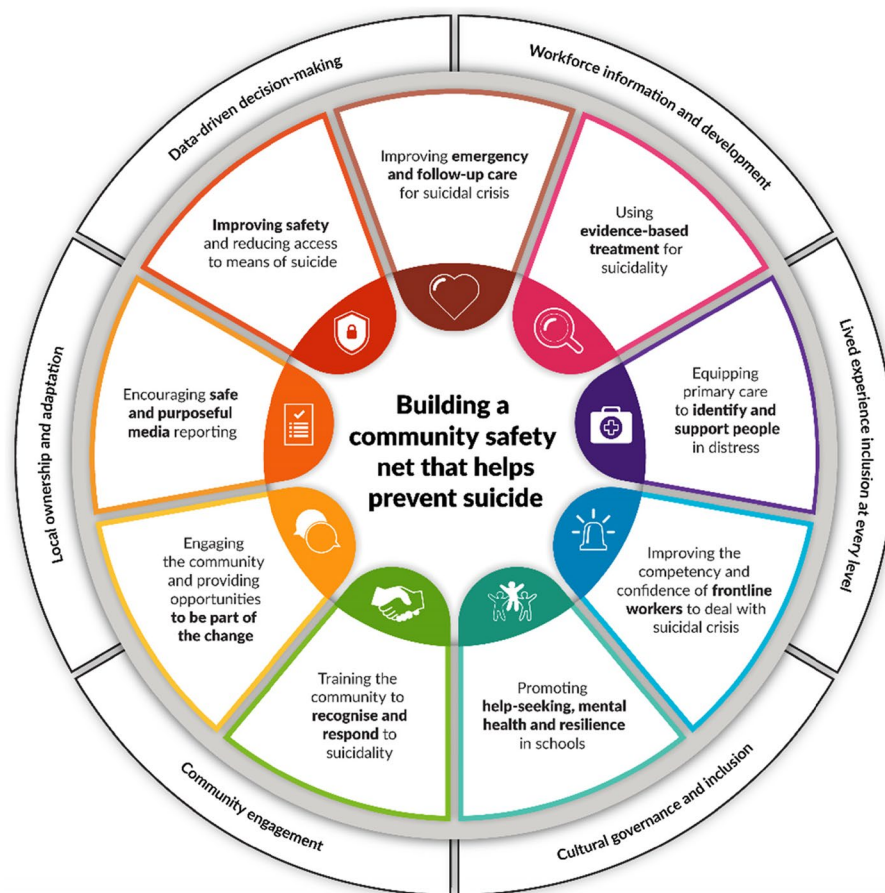 Data-driven decision-making
Workforce information and development
Lived experience inclusion at every level
Cultural governance and inclusion
Community engagement
Local ownership and adaptation
Improving emergency
and follow-up care
for suicidal crisis
Using
evidence-based
treatment for
suicidality
Equipping
primary care
to identify and
support people
in distress
Improving the
competency and
confidence of frontline
workers to deal with
suicidal crisis
Promoting
help-seeking, mental
health and resilience
in schools
Training the
community to
recognise and
respond to
suicidality
Engaging
the community
and providing
opportunities
to be part of
the change
Encouraging safe
and purposeful
media reporting
Improving safety
and reducing access
to means of suicide
Building a
community safety
net that helps
prevent suicide